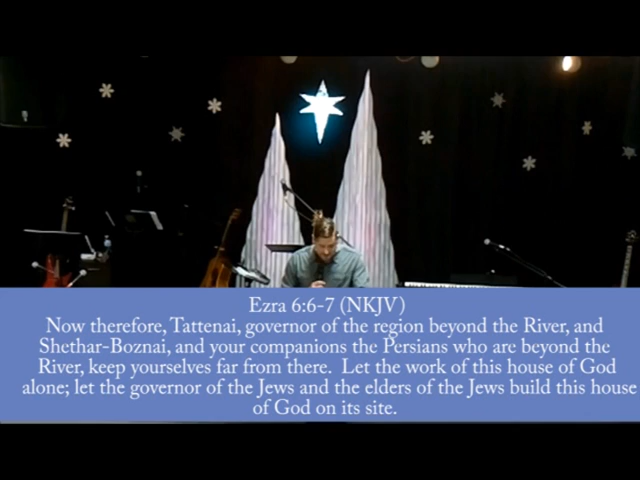 Ezra 6:6-7 (NKJV)
Now therefore, Tattenai, governor of the region beyond the River, and
Shethar-Boznai, and your companions the Persians who are beyond the
River, keep yourselves far from there.  Let the work of this house of God
alone; let the governor of the Jews and the elders of the Jews build this house
of God on its site.